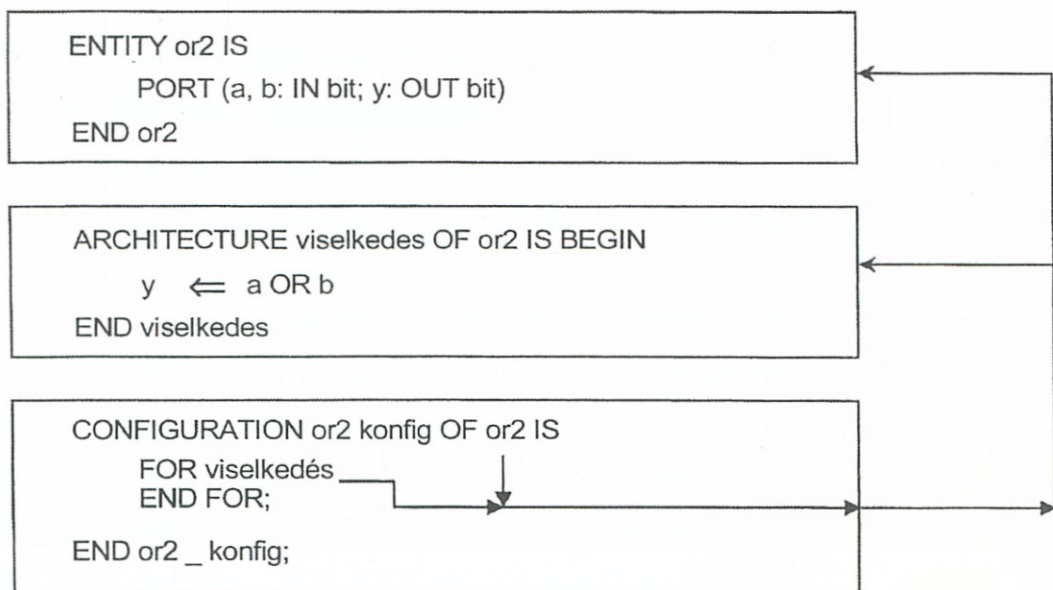 ENTITY or2 IS
PORT (a, b: IN bit; y: OUT bit)
END or2
ARCHITECTURE viselkedes OF or2 IS BEGIN
y ⇐ a OR b
END viselkedes
CONFIGURATION or2 konfig OF or2 IS
FOR viselkedés
END FOR;
END or2 _ konfig;